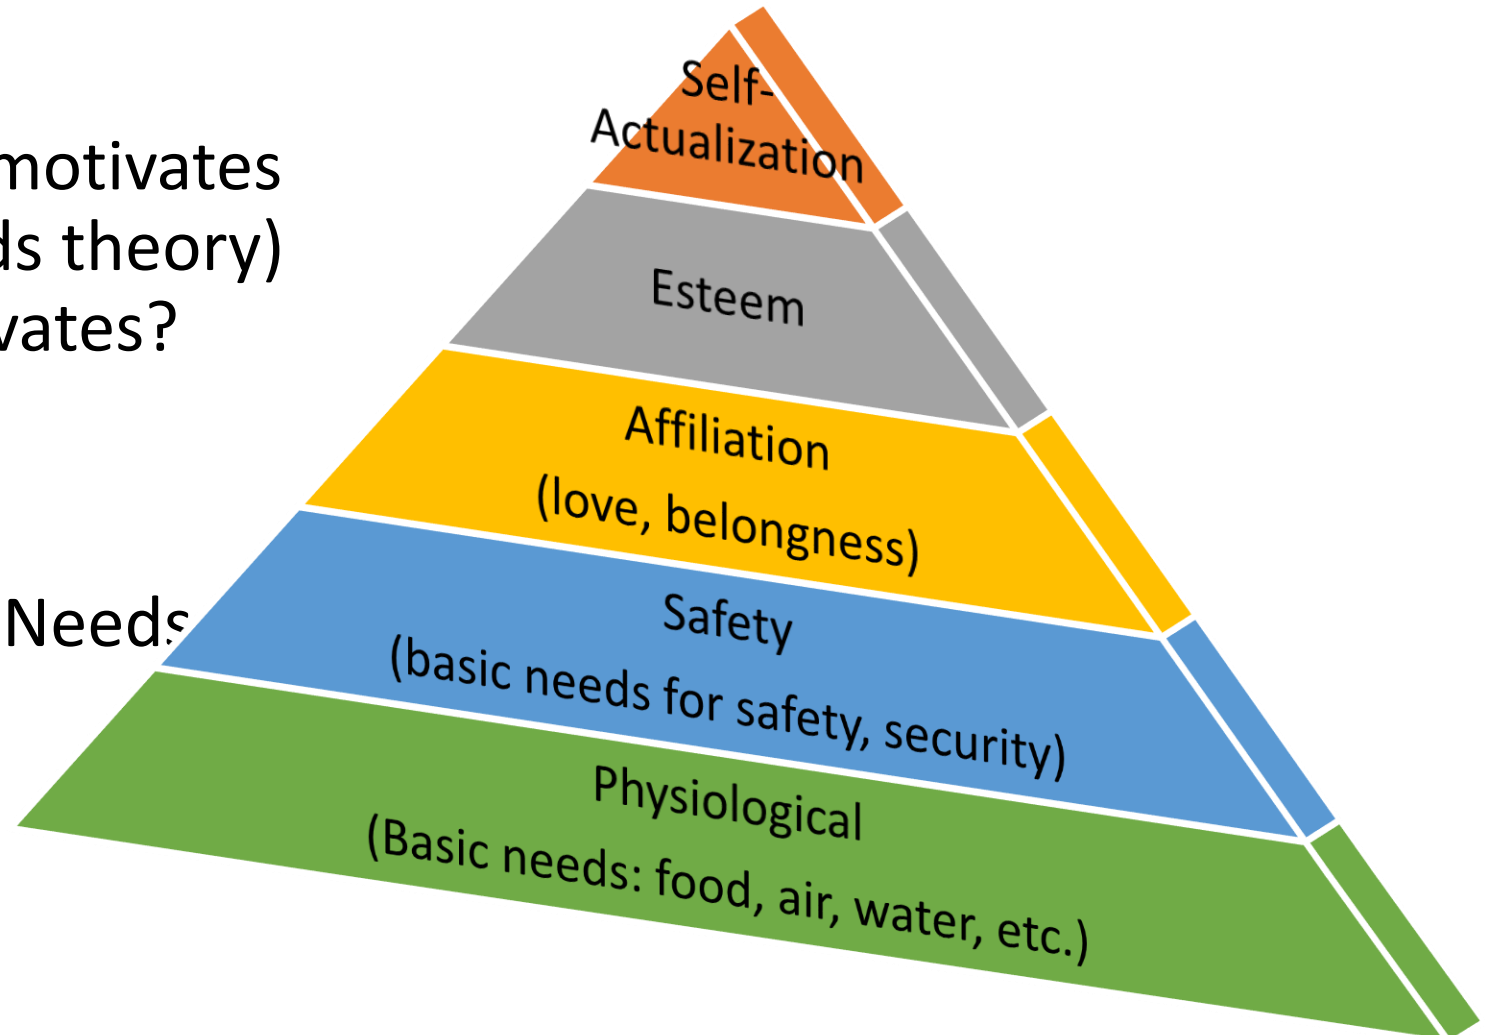 motivates
ds theory)
vates?
Needs
Self-
Actualization
Esteem
Affiliation
(love, belongness)
Safety
(basic needs for safety, security)
Physiological
(Basic needs: food, air, water, etc.)